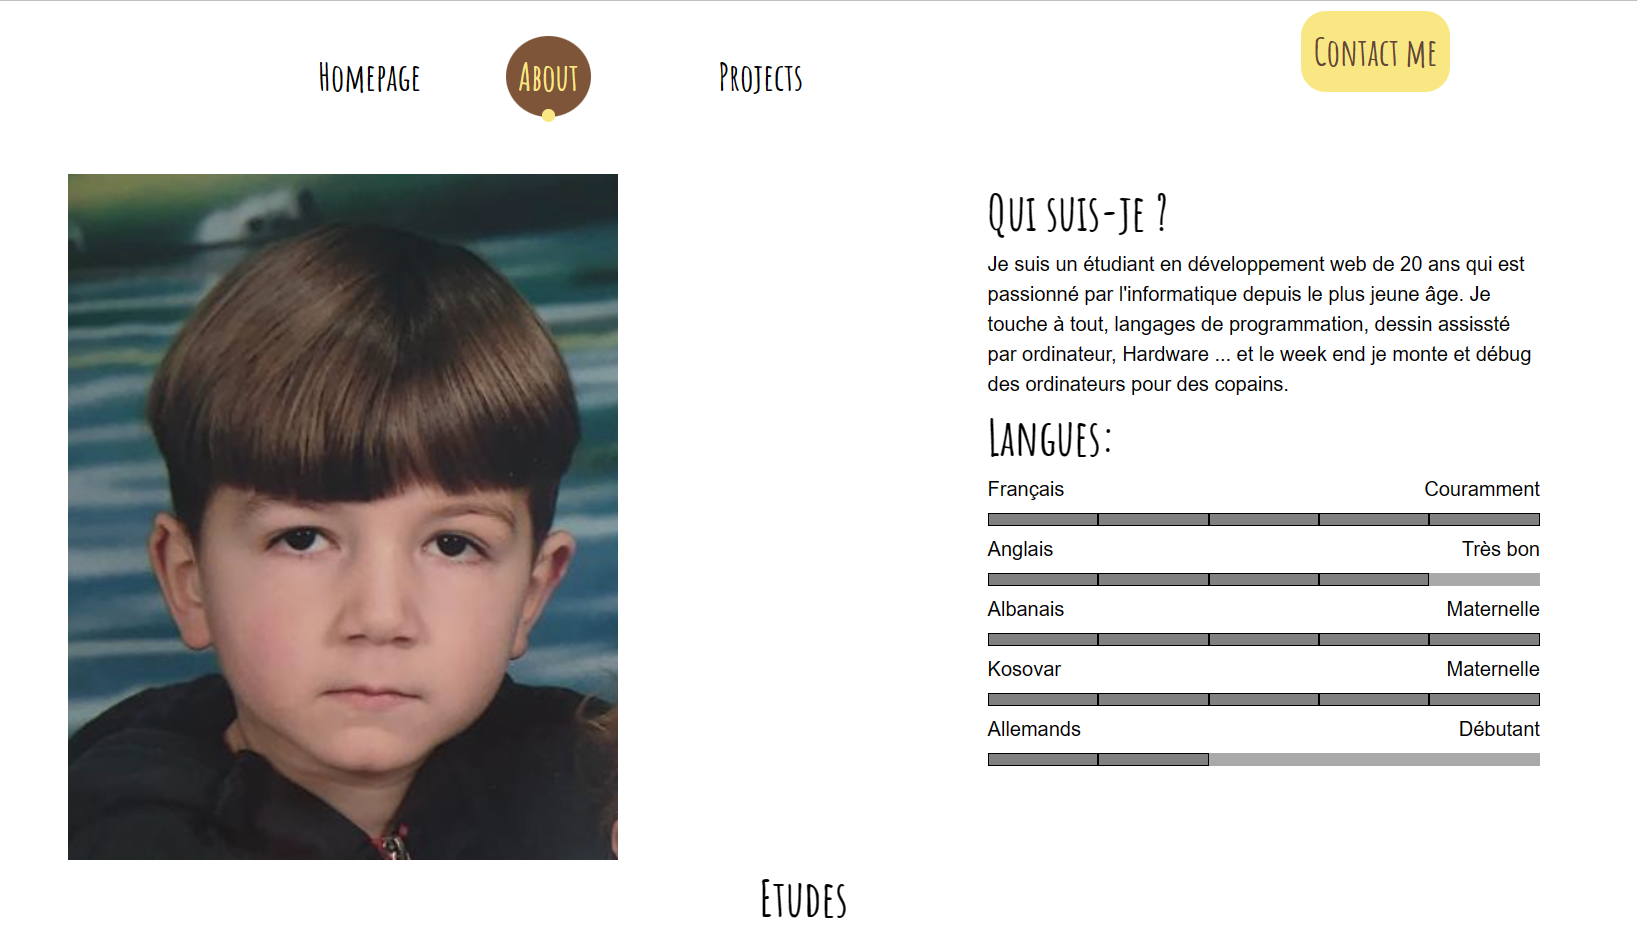 Homepage
About
Projects
Contact me
Qui suis-je ?
Je suis un étudiant en développement web de 20 ans qui est
passionné par l'informatique depuis le plus jeune âge. Je
touche à tout, langages de programmation, dessin assissté
par ordinateur, Hardware ... et le week end je monte et débug
des ordinateurs pour des copains.
Langues:
Français Couramment
Anglais Très bon
Albanais Maternelle
Kosovar Maternelle
Allemands Débutant
Etudes